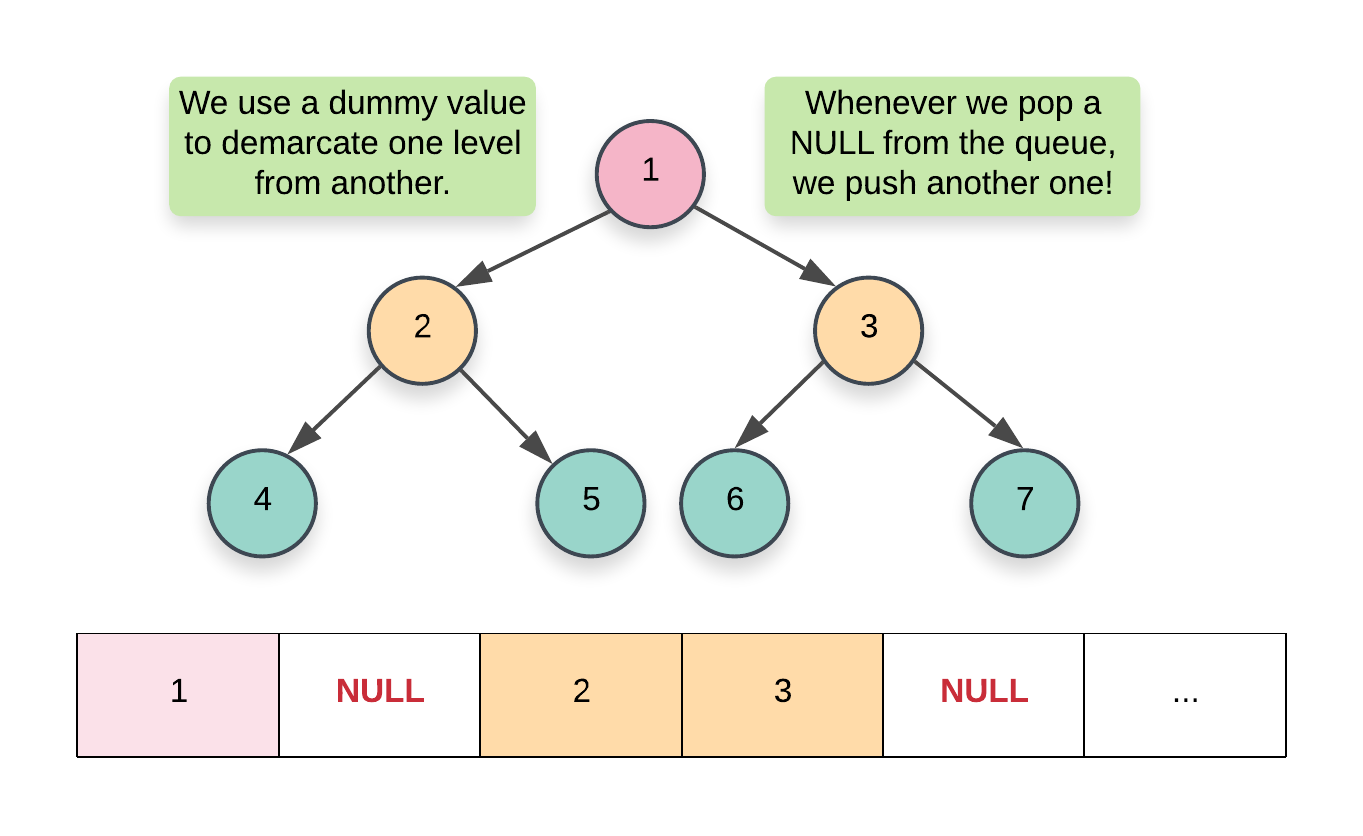 We use a dummy value
to demarcate one level
from another.
Whenever we pop a
NULL from the queue,
we push another one!
1
2
3
4
5
6
7
1 NULL 2 3 NULL ...